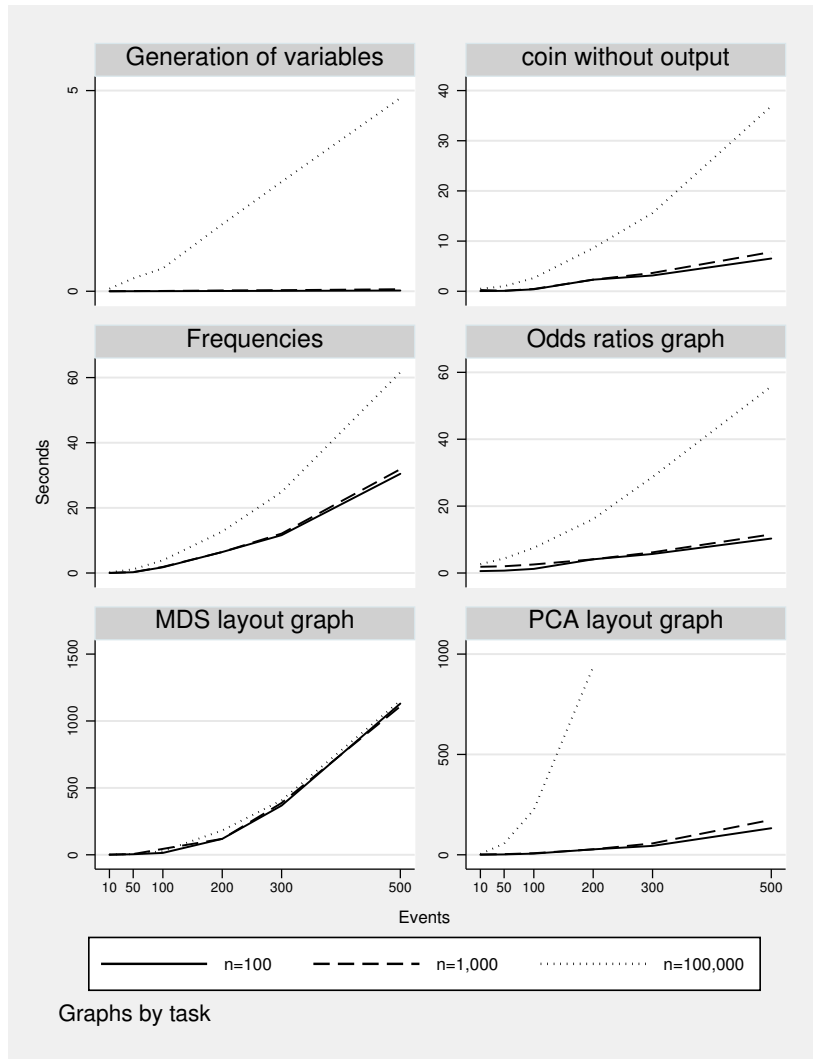 Generation of variables
coin without output
5
0
40
30
20
10
0
Frequencies
Odds ratios graph
60
40
20
0
60
40
20
0
Seconds
MDS layout graph
PCA layout graph
1500
1000
500
0
1000
500
0
10 50 100 200 300 500
10 50 100 200 300 500
Events
n=100 n=1,000 n=100,000
Graphs by task